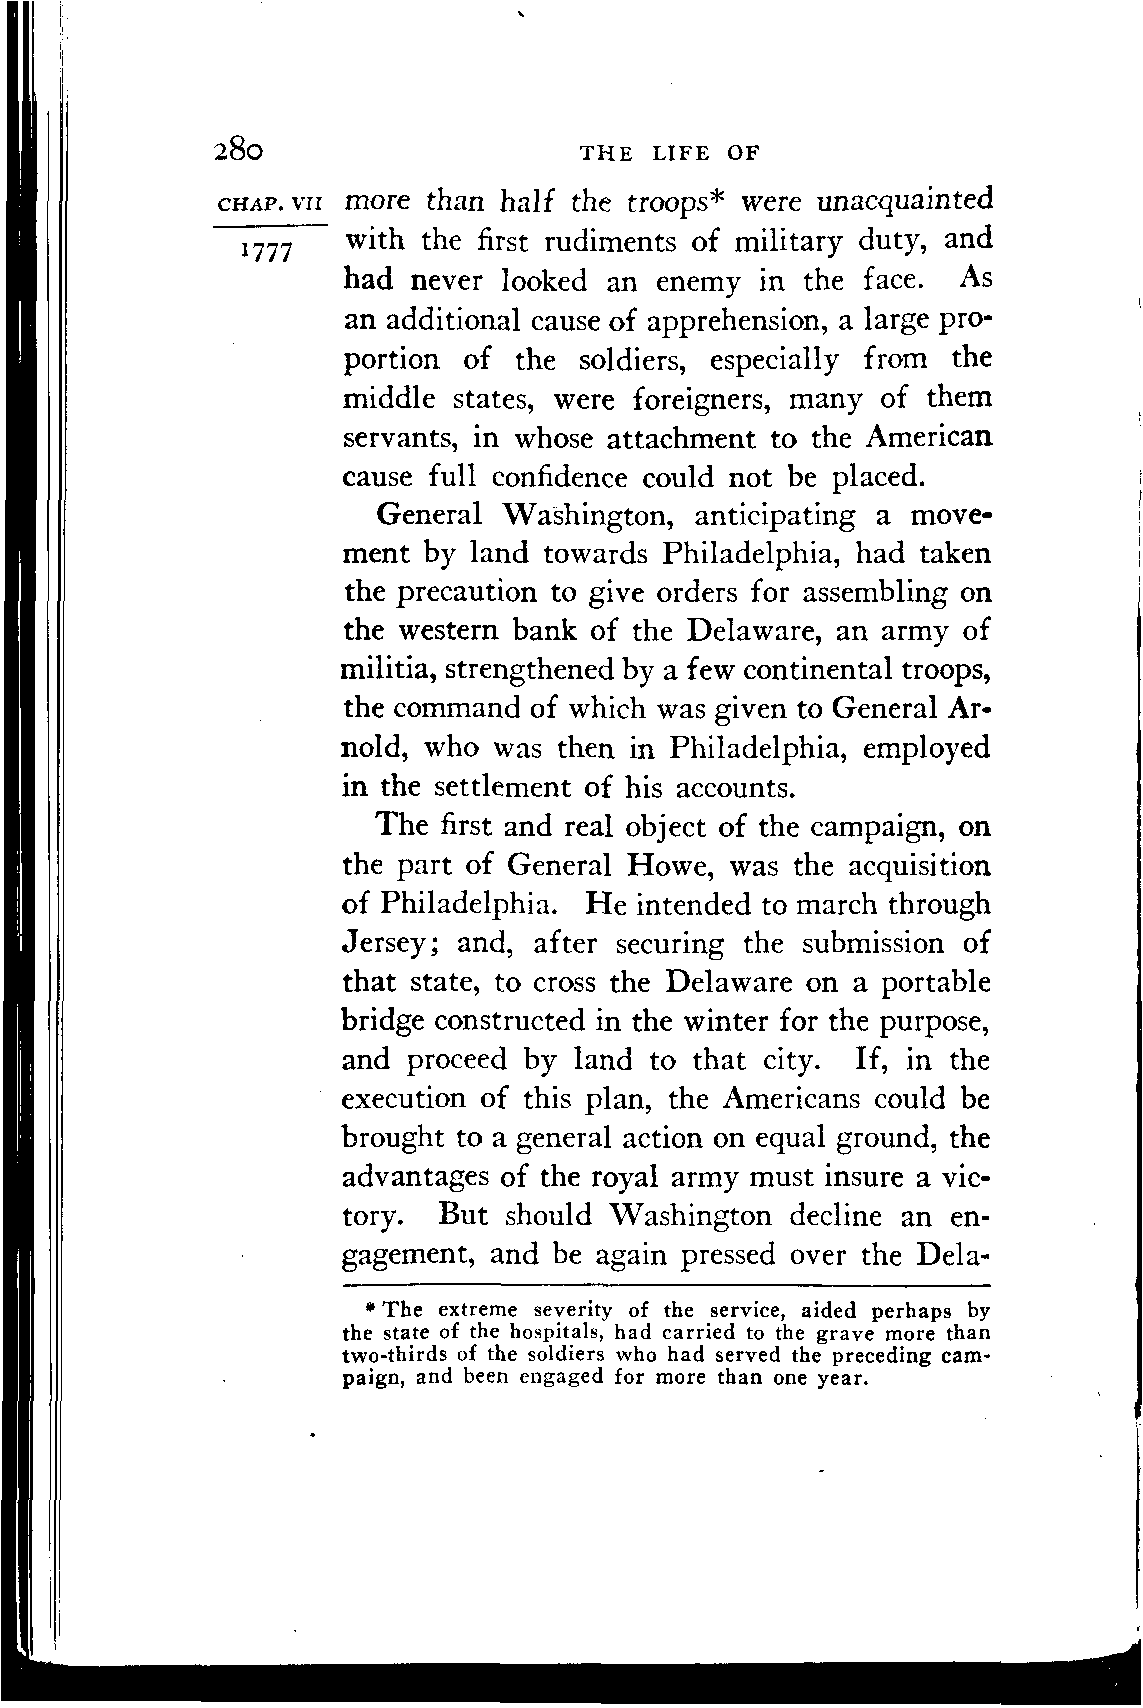 280 THE LIFE OF
CHAP. VII more than half the troops* were unacquainted
1777 with the first rudiments of military duty, and
had never looked an enemy in the face. As
an additional cause of apprehension, a large pro-
portion of the soldiers, especially from the
middle states, were foreigners, many of them
servants, in whose attachment to the American
cause full confidence could not be placed.
General Washington, anticipating a move-
ment by land towards Philadelphia, had taken
the precaution to give orders for assembling on
the western bank of the Delaware, an army of
militia, strengthened by a few continental troops,
the command of which was given to General Ar-
nold, who was then in Philadelphia, employed
in the settlement of his accounts.
The first and real object of the campaign, on
the part of General Howe, was the acquisition
of Philadelphia. He intended to march through
Jersey; and, after securing the submission of
that state, to cross the Delaware on a portable
bridge constructed in the winter for the purpose,
and proceed by land to that city. If, in the
execution of this plan, the Americans could be
brought to a general action on equal ground, the
advantages of the royal army must insure a vic-
tory. But should Washington decline an en-
gagement, and be again pressed over the Dela-
* The extreme severity of the service, aided perhaps by
the state of the hospitals, had carried to the grave more than
two-thirds of the soldiers who had served the preceding cam-
paign, and been engaged for more than one year.